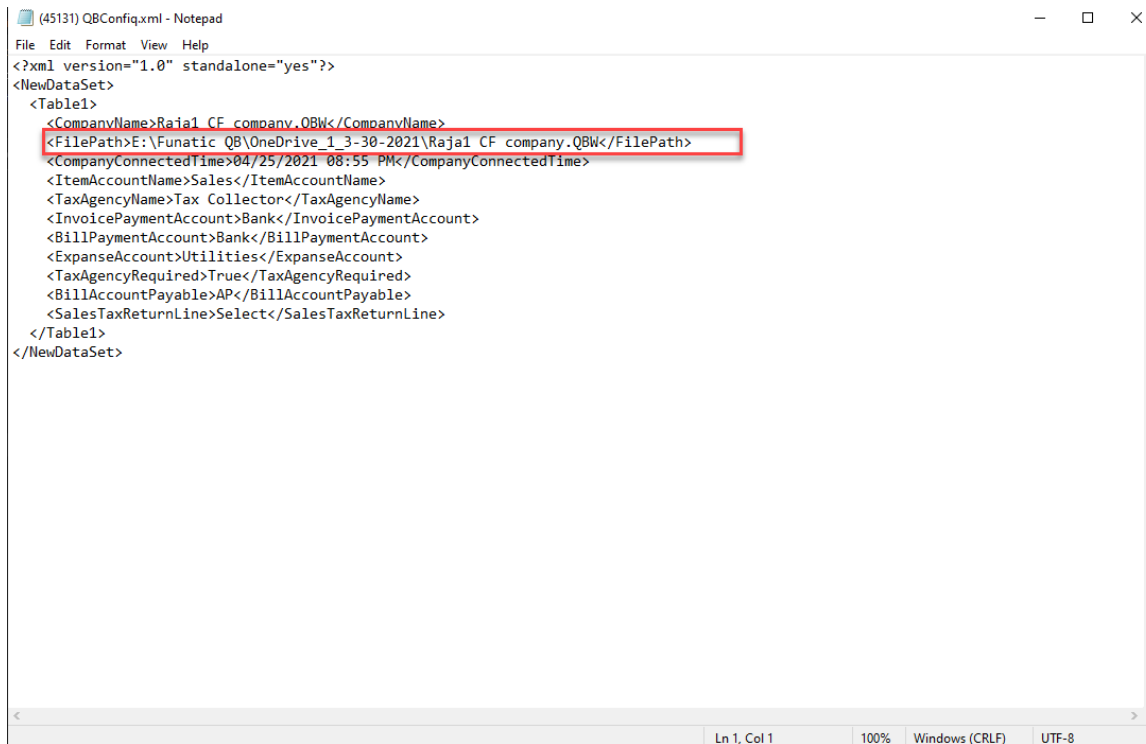 (45131) QBConfiq.xml - Notepad
File Edit Format View Help
<?xml version="1.0" standalone="yes"?>
<NewDataSet>
  <Table1>
    <CompanyName>Raja1 CF company.QBW</CompanyName>
    <FilePath>E:\Funatic QB\OneDrive_1_3-30-2021\Raja1 CF company.QBW</FilePath>
    <CompanyConnectedTime>04/25/2021 08:55 PM</CompanyConnectedTime>
    <ItemAccountName>Sales</ItemAccountName>
    <TaxAgencyName>Tax Collector</TaxAgencyName>
    <InvoicePaymentAccount>Bank</InvoicePaymentAccount>
    <BillPaymentAccount>Bank</BillPaymentAccount>
    <ExpanseAccount>Utilities</ExpanseAccount>
    <TaxAgencyRequired>True</TaxAgencyRequired>
    <BillAccountPayable>AP</BillAccountPayable>
    <SalesTaxReturnLine>Select</SalesTaxReturnLine>
  </Table1>
</NewDataSet>
Ln 1, Col 1 100% Windows (CRLF) UTF-8